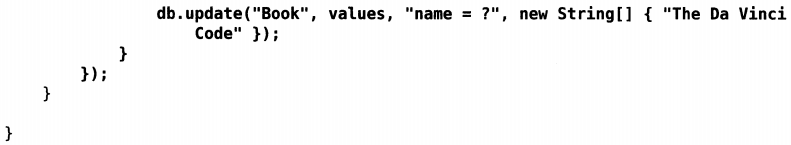 db.update("Book", values, "name = ?", new String[] { "The Da Vinci
Code" });
}
});
}
}